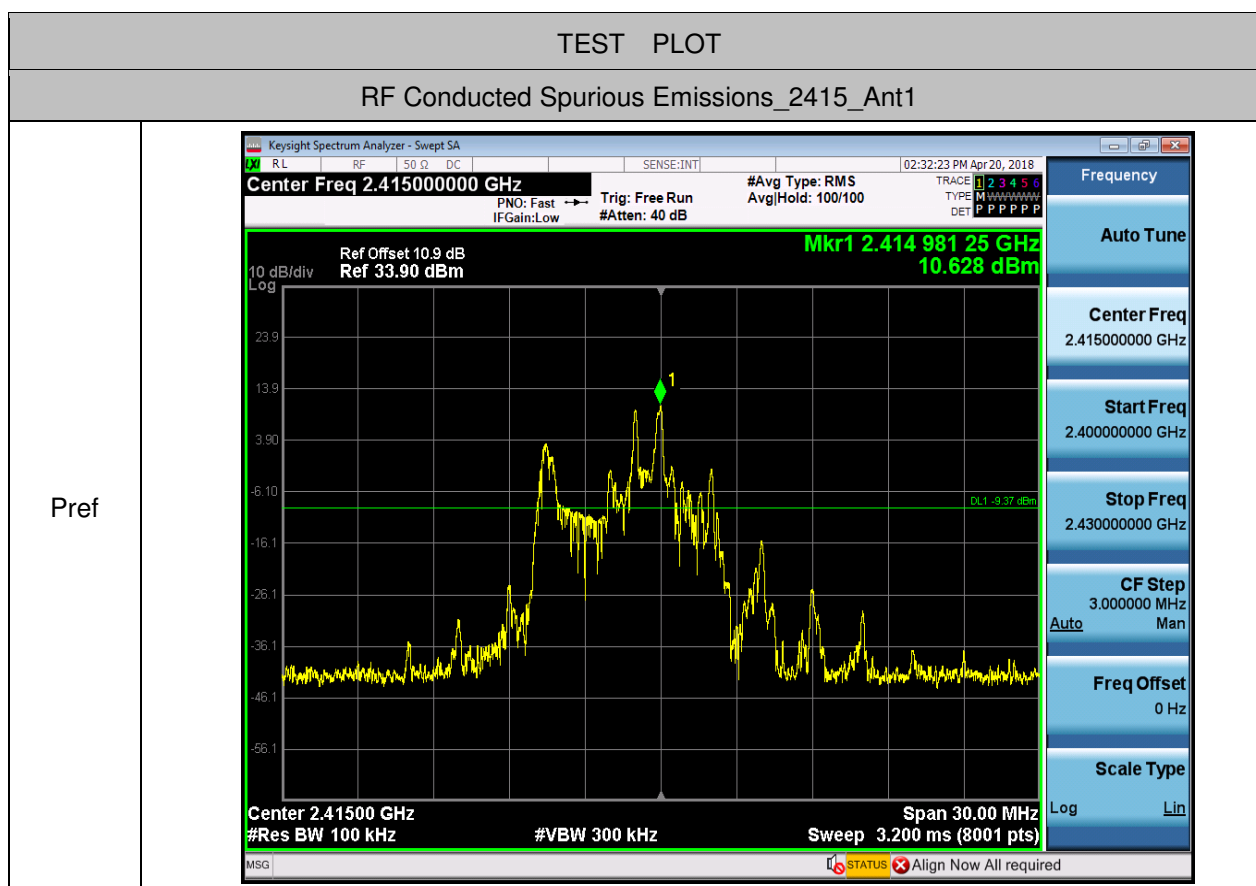 TEST PLOT
RF Conducted Spurious Emissions_2415_Ant1
Pref
Keysight Spectrum Analyzer - Swept SA
LXI RL RF 50 Ω DC SENSE:INT 02:32:23 PM Apr 20, 2018
Center Freq 2.415000000 GHz
PNO: Fast
IFGain:Low
Trig: Free Run
#Atten: 40 dB
#Avg Type: RMS
Avg|Hold: 100/100
TRACE 1 2 3 4 5 6
TYPE M WWWWW
DET P P P P P P
Mkr1 2.414 981 25 GHz
10.628 dBm
Ref Offset 10.9 dB
10 dB/div Ref 33.90 dBm
Log
23.9
13.9
3.90
-6.10
-16.1
-26.1
-36.1
-46.1
-56.1
1
DL1 -9.37 dBm
Center 2.41500 GHz Span 30.00 MHz
#Res BW 100 kHz #VBW 300 kHz Sweep 3.200 ms (8001 pts)
MSG STATUS Align Now All required
Frequency
Auto Tune
Center Freq
2.415000000 GHz
Start Freq
2.400000000 GHz
Stop Freq
2.430000000 GHz
CF Step
3.000000 MHz
Auto Man
Freq Offset
0 Hz
Scale Type
Log Lin